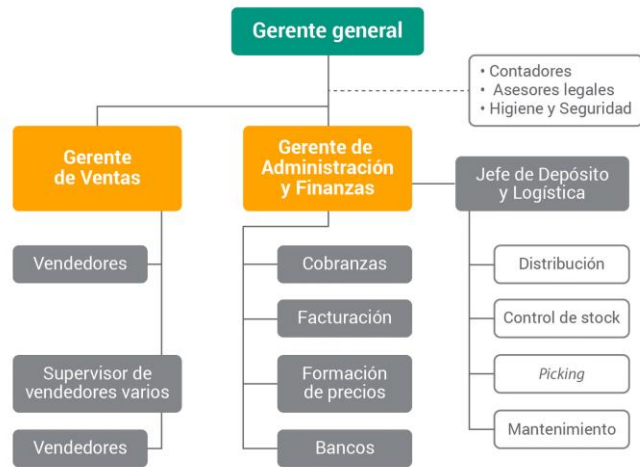 Gerente general
• Contadores
• Asesores legales
• Higiene y Seguridad
Gerente
de Ventas
Gerente de
Administración
y Finanzas
Jefe de Depósito
y Logística
Vendedores
Supervisor de
vendedores varios
Vendedores
Cobranzas
Facturación
Formación
de precios
Bancos
Distribución
Control de stock
Picking
Mantenimiento